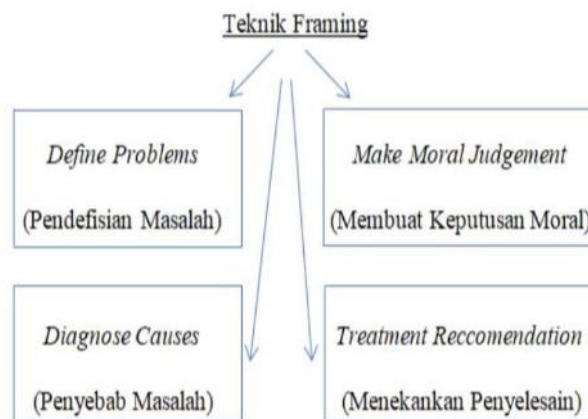 Teknik Framing
Define Problems
(Pendefisian Masalah)
Make Moral Judgement
(Membuat Keputusan Moral)
Diagnose Causes
(Penyebab Masalah)
Treatment Reccomendation
(Menekankan Penyelesain)